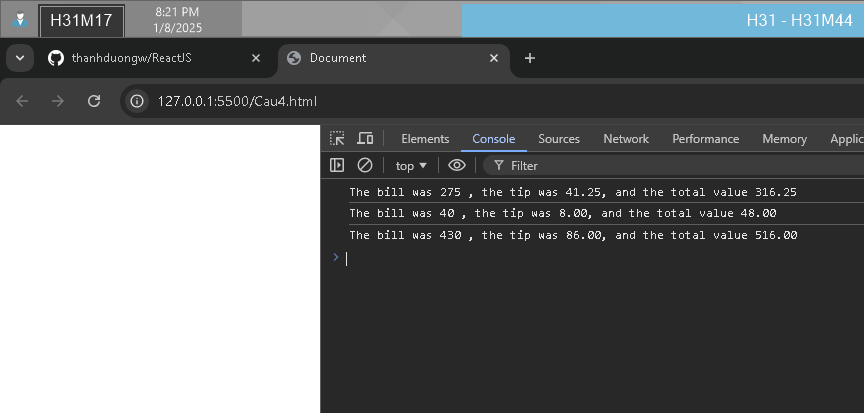 H31M17
8:21 PM
1/8/2025
H31 - H31M44
thanhduongw/ReactJS
Document
127.0.0.1:5500/Cau4.html
Elements Console Sources Network Performance Memory Applic
top Filter
The bill was 275 , the tip was 41.25, and the total value 316.25
The bill was 40 , the tip was 8.00, and the total value 48.00
The bill was 430 , the tip was 86.00, and the total value 516.00